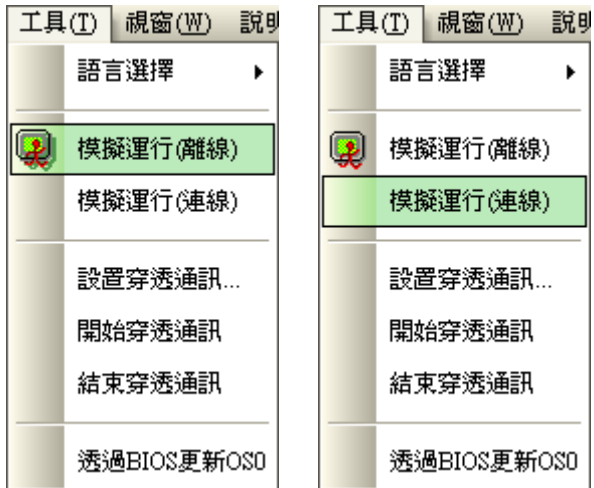 工具(T) 視窗(W) 說明
語言選擇
模擬運行(離線)
模擬運行(連線)
設置穿透通訊...
開始穿透通訊
結束穿透通訊
透過BIOS更新OS0
工具(T) 視窗(W) 說明
語言選擇
模擬運行(離線)
模擬運行(連線)
設置穿透通訊...
開始穿透通訊
結束穿透通訊
透過BIOS更新OS0